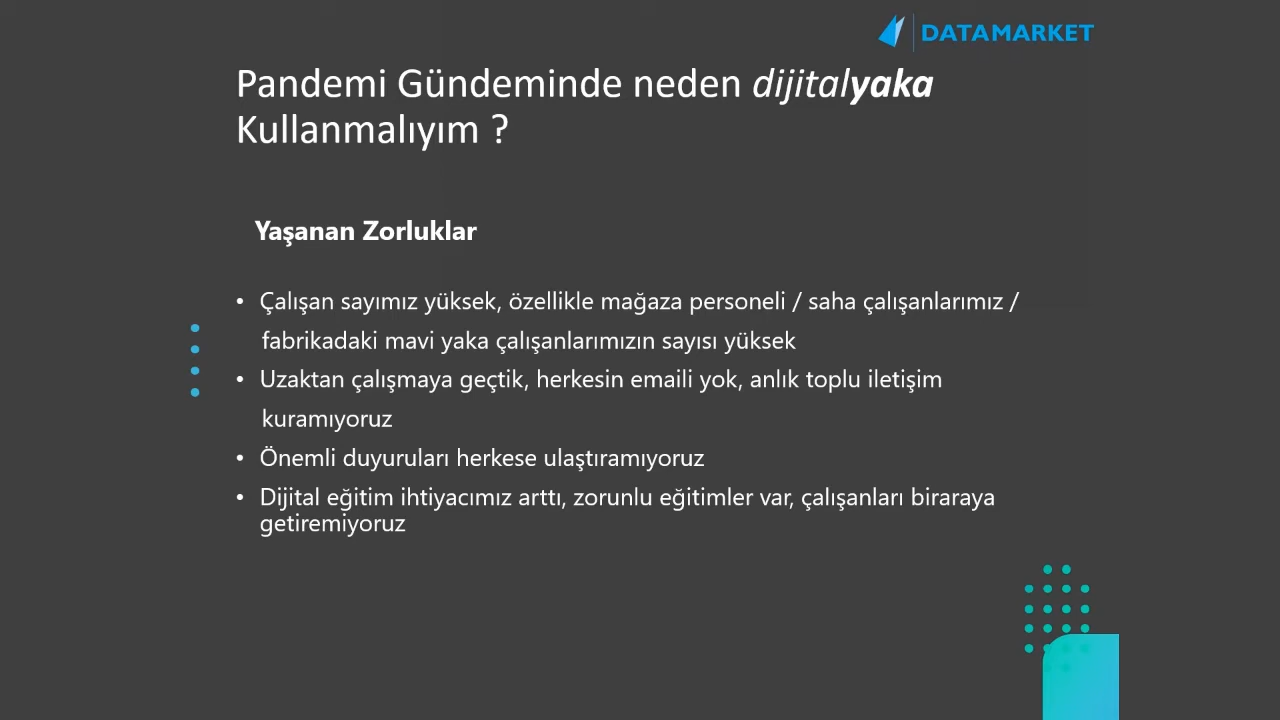 DATAMARKET
Pandemi Gündeminde neden dijitalyaka
Kullanmalıyım ?
Yaşanan Zorluklar
• Çalışan sayımız yüksek, özellikle mağaza personeli / saha çalışanlarımız /
fabrikadaki mavi yaka çalışanlarımızın sayısı yüksek
• Uzaktan çalışmaya geçtik, herkesin emaili yok, anlık toplu iletişim
kuramıyoruz
• Önemli duyuruları herkese ulaştıramıyoruz
• Dijital eğitim ihtiyacımız arttı, zorunlu eğitimler var, çalışanları biraraya
getiremiyoruz